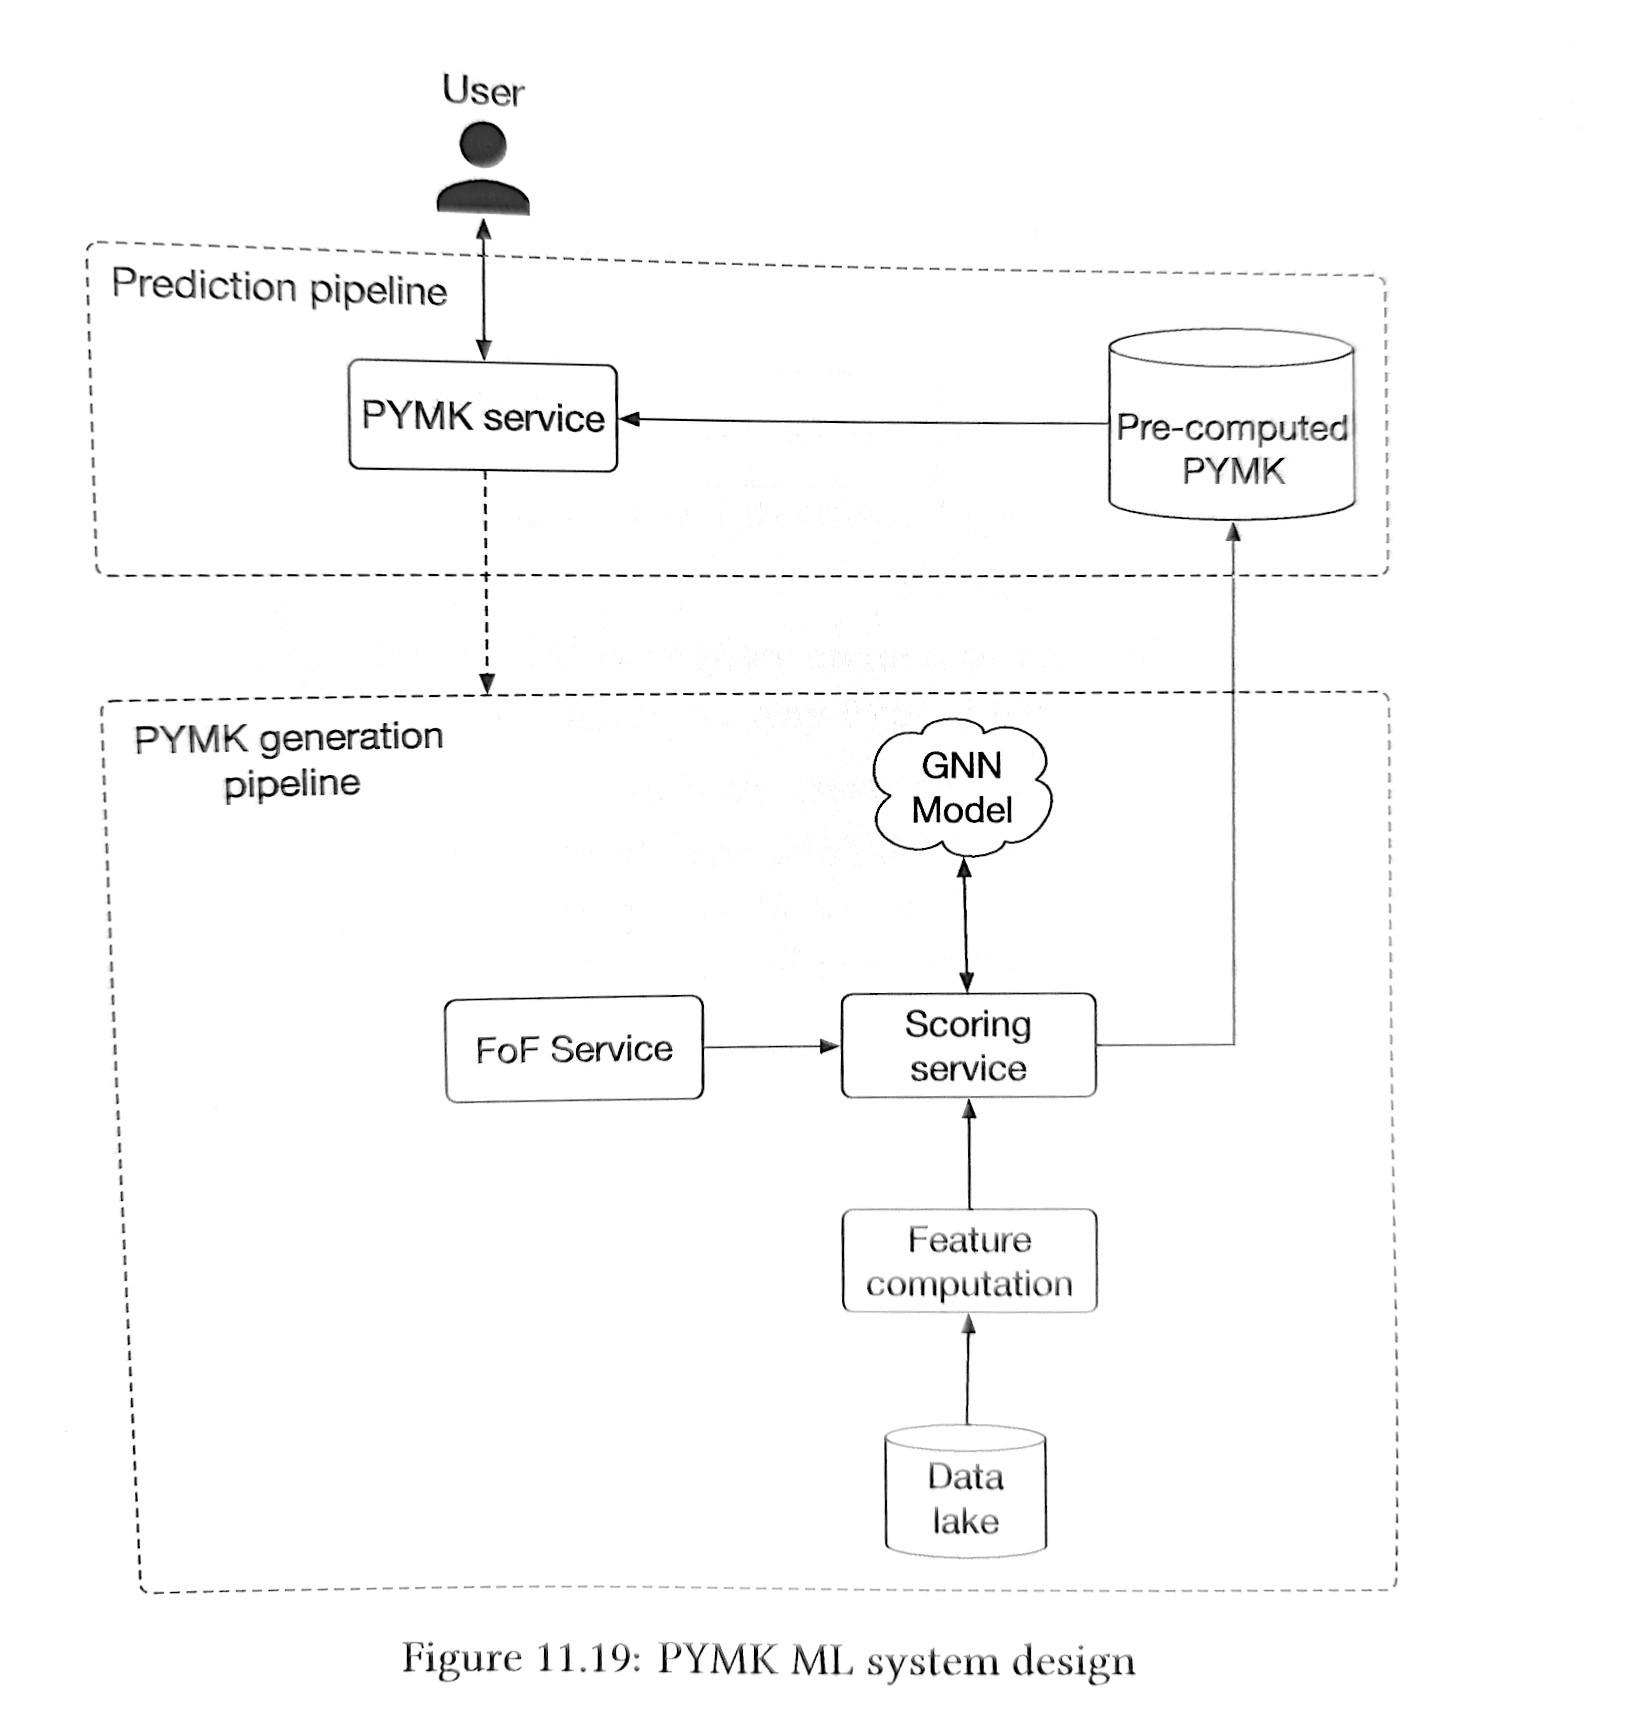 User
Prediction pipeline
PYMK service
Pre-computed
PYMK
PYMK generation
pipeline
GNN
Model
FoF Service
Scoring
service
Feature
computation
Data
lake
Figure 11.19: PYMK ML system design